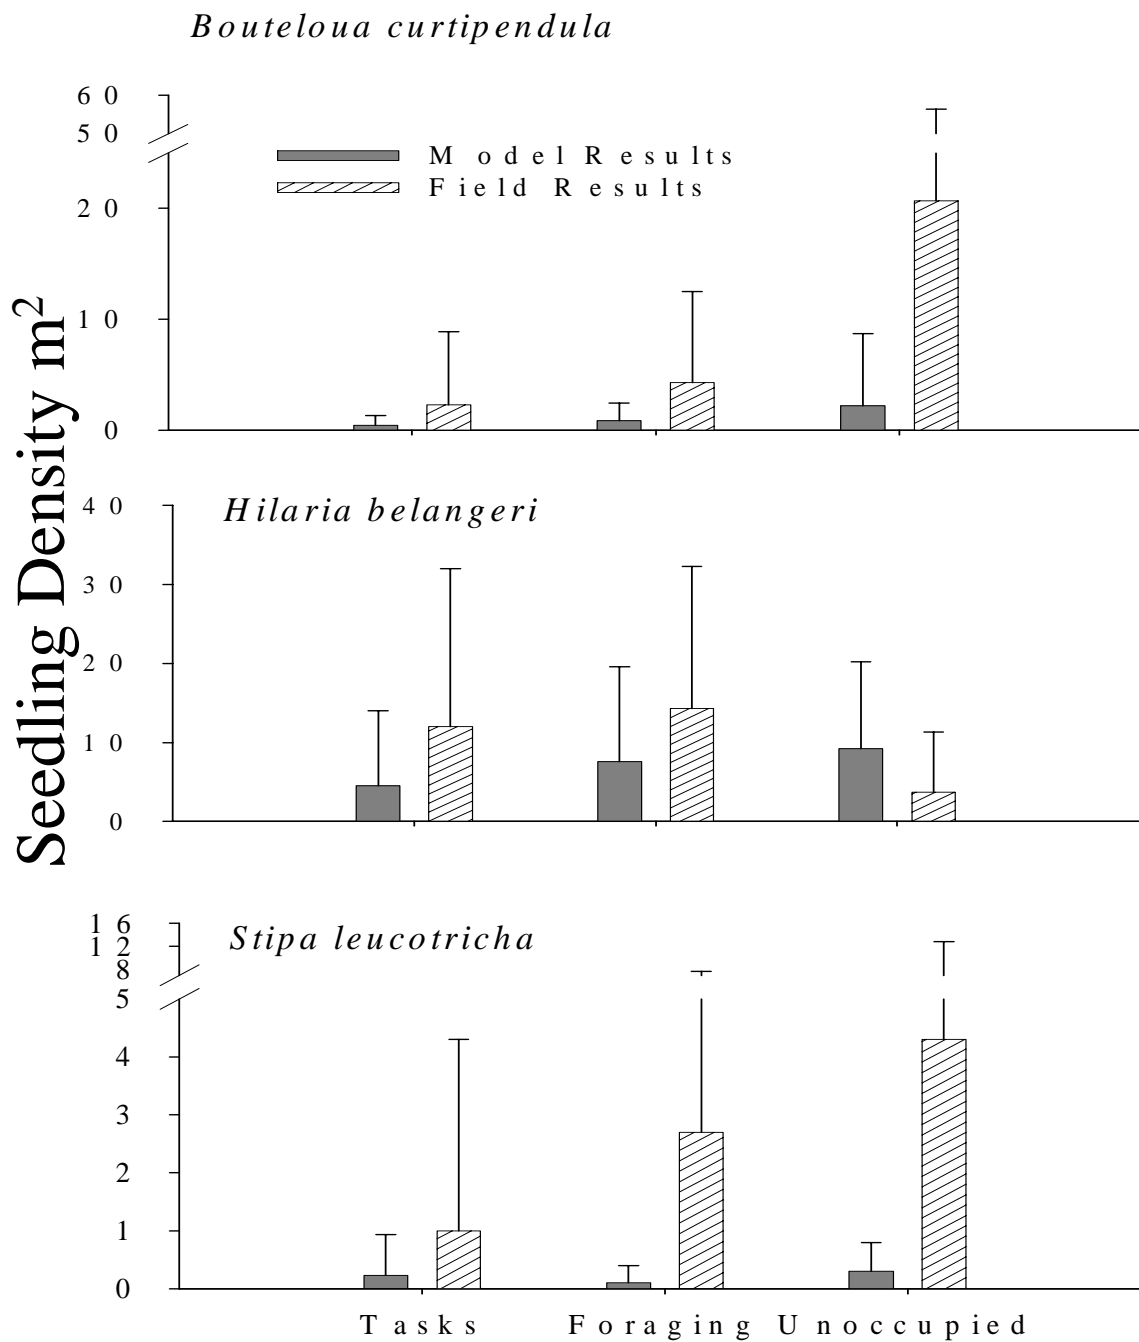 Bouteloua curtipendula
60
50
20
10
0
Model Results
Field Results
Seedling Density m²
Hilaria belangeri
40
30
20
10
0
Stipa leucotricha
16
12
8
5
4
3
2
1
0
Tasks Foraging Unoccupied